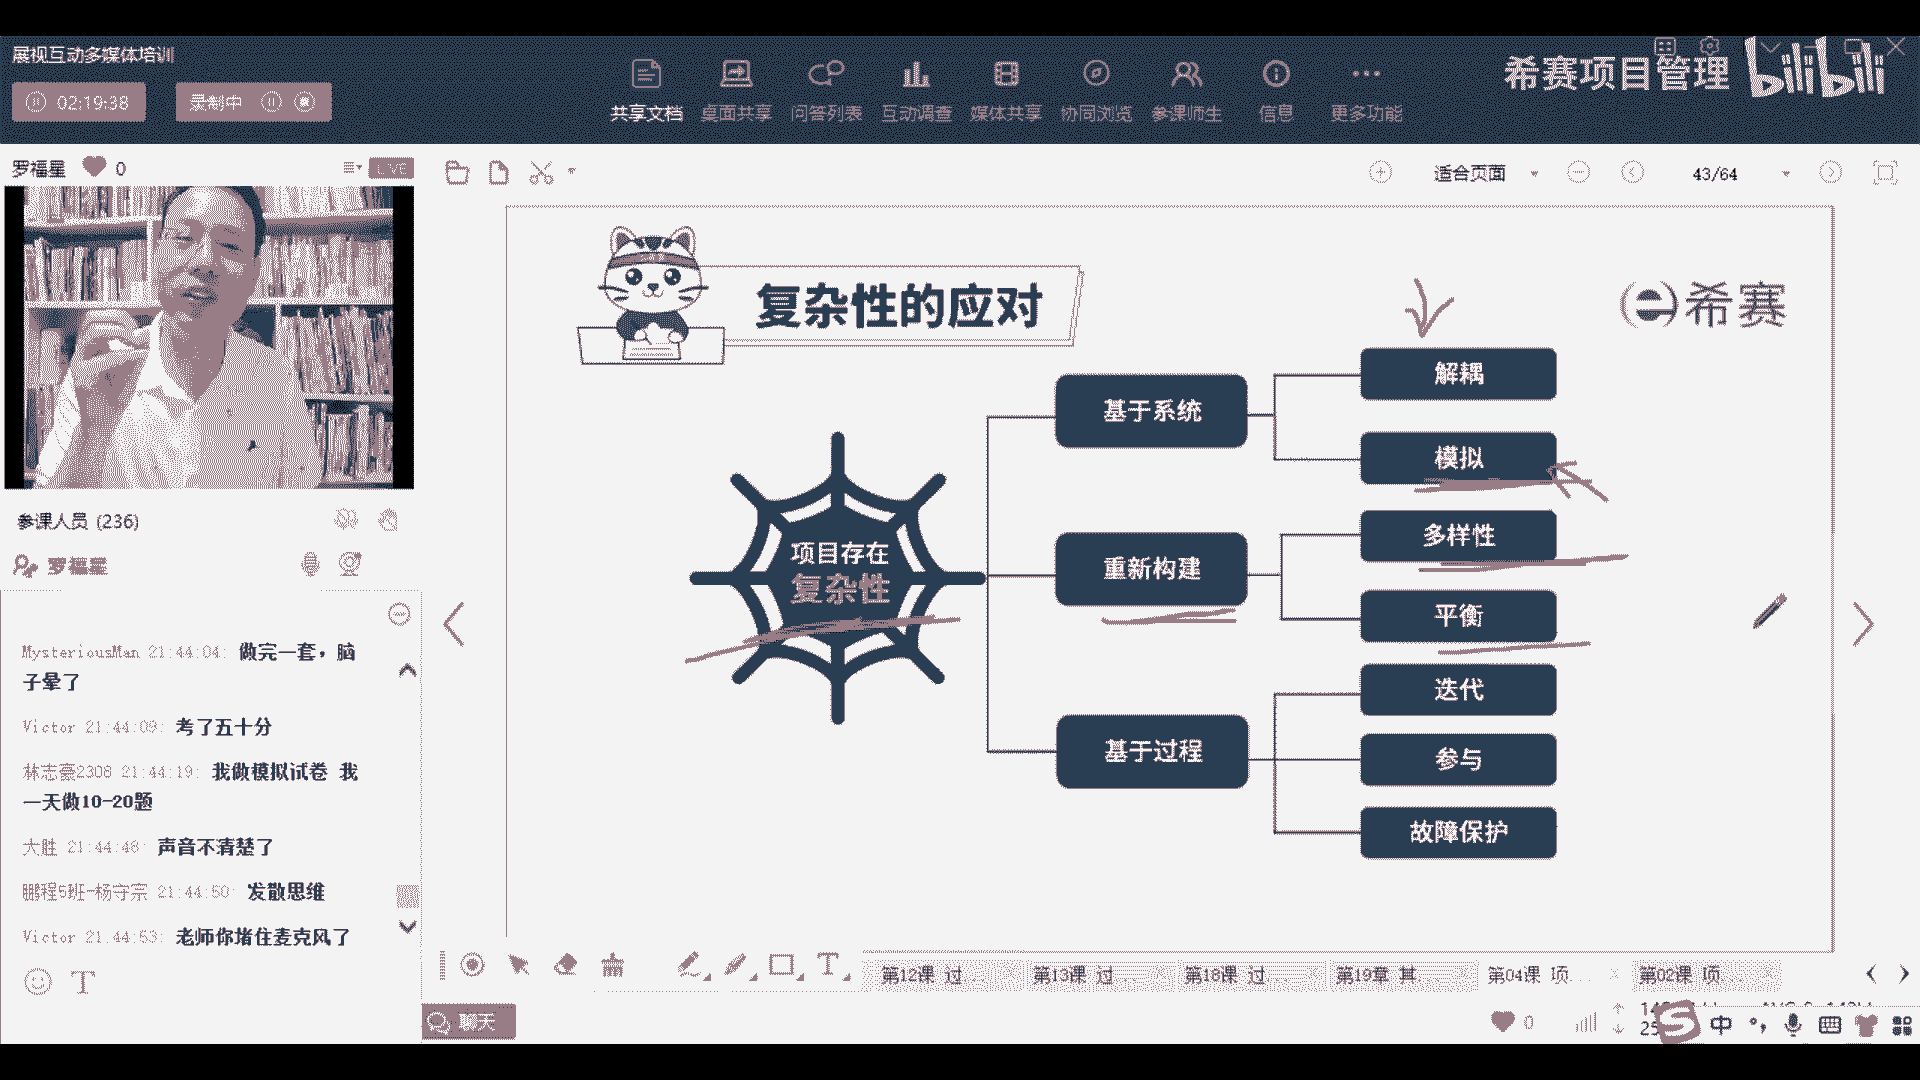 展视互动多媒体培训
02:19:38
录制中
共享文档
桌面共享
问答列表
互动调查
媒体共享
协同浏览
参课师生
信息
更多功能
希赛项目管理
bilibili
罗福星
0
LIVE
适合页面
43/64
参课人员 (236)
罗福星
MysteriousMan 21:44:04: 做完一套，脑
子晕了
Victor 21:44:09: 考了五十分
林志豪2308 21:44:19: 我做模拟试卷 我
一天做10-20题
大胜 21:44:48: 声音不清楚了
鹏程5班-杨守宗 21:44:50: 发散思维
Victor 21:44:53: 老师你堵住麦克风了
复杂性的应对
希赛
项目存在
复杂性
基于系统
解耦
模拟
重新构建
多样性
平衡
基于过程
迭代
参与
故障保护
第12课 过
第13课 过
第18课 过
第19章 其
第04课 项...
第02课 项
聊天
0
中